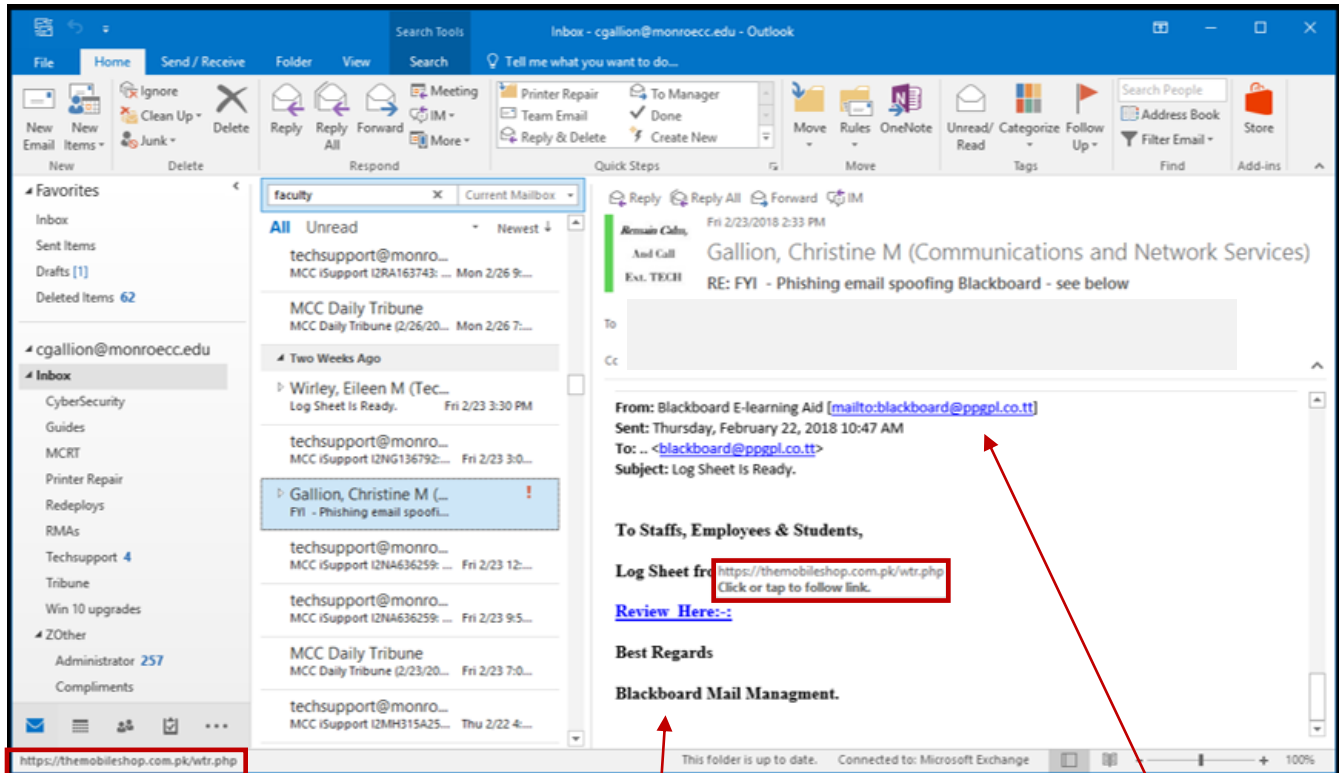 Search Tools
Inbox - cgallion@monroecc.edu - Outlook
File Home Send / Receive Folder View Search Tell me what you want to do...
New Email
New Items
Ignore
Clean Up
Junk
Delete
Reply
Reply All
Forward
Meeting
IM
More
Printer Repair
Team Email
Reply & Delete
To Manager
Done
Create New
Move
Rules
OneNote
Unread/ Read
Categorize
Follow Up
Search People
Address Book
Filter Email
Store
New Delete Respond Quick Steps Move Tags Find Add-ins
Favorites
Inbox
Sent Items
Drafts [1]
Deleted Items 62
cgallion@monroecc.edu
Inbox
CyberSecurity
Guides
MCRT
Printer Repair
Redeploys
RMAs
Techsupport 4
Tribune
Win 10 upgrades
ZOther
Administrator 257
Compliments
faculty
Current Mailbox
All Unread Newest
techsupport@monro...
MCC iSupport I2RA163743: ... Mon 2/26 9:...
MCC Daily Tribune
MCC Daily Tribune (2/26/20... Mon 2/26 7:...
Two Weeks Ago
Wirley, Eileen M (Tec...
Log Sheet Is Ready. Fri 2/23 3:30 PM
techsupport@monro...
MCC iSupport I2NG136792:... Fri 2/23 3:0...
Gallion, Christine M (... !
FYI - Phishing email spoofi...
techsupport@monro...
MCC iSupport I2NA636259: ... Fri 2/23 12:...
techsupport@monro...
MCC iSupport I2NA636259: ... Fri 2/23 9:5...
MCC Daily Tribune
MCC Daily Tribune (2/23/20... Fri 2/23 7:0...
techsupport@monro...
MCC iSupport I2MH315A25... Thu 2/22 4:...
Reply Reply All Forward IM
Remain Calm,
And Call
Ext. TECH
Fri 2/23/2018 2:33 PM
Gallion, Christine M (Communications and Network Services)
RE: FYI - Phishing email spoofing Blackboard - see below
To
Cc
From: Blackboard E-learning Aid [mailto:blackboard@ppgpl.co.tt]
Sent: Thursday, February 22, 2018 10:47 AM
To: .. <blackboard@ppgpl.co.tt>
Subject: Log Sheet Is Ready.
To Staffs, Employees & Students,
Log Sheet fro
https://themobileshop.com.pk/wtr.php
Click or tap to follow link.
Review Here:-:
Best Regards
Blackboard Mail Managment.
https://themobileshop.com.pk/wtr.php
This folder is up to date. Connected to: Microsoft Exchange 100%